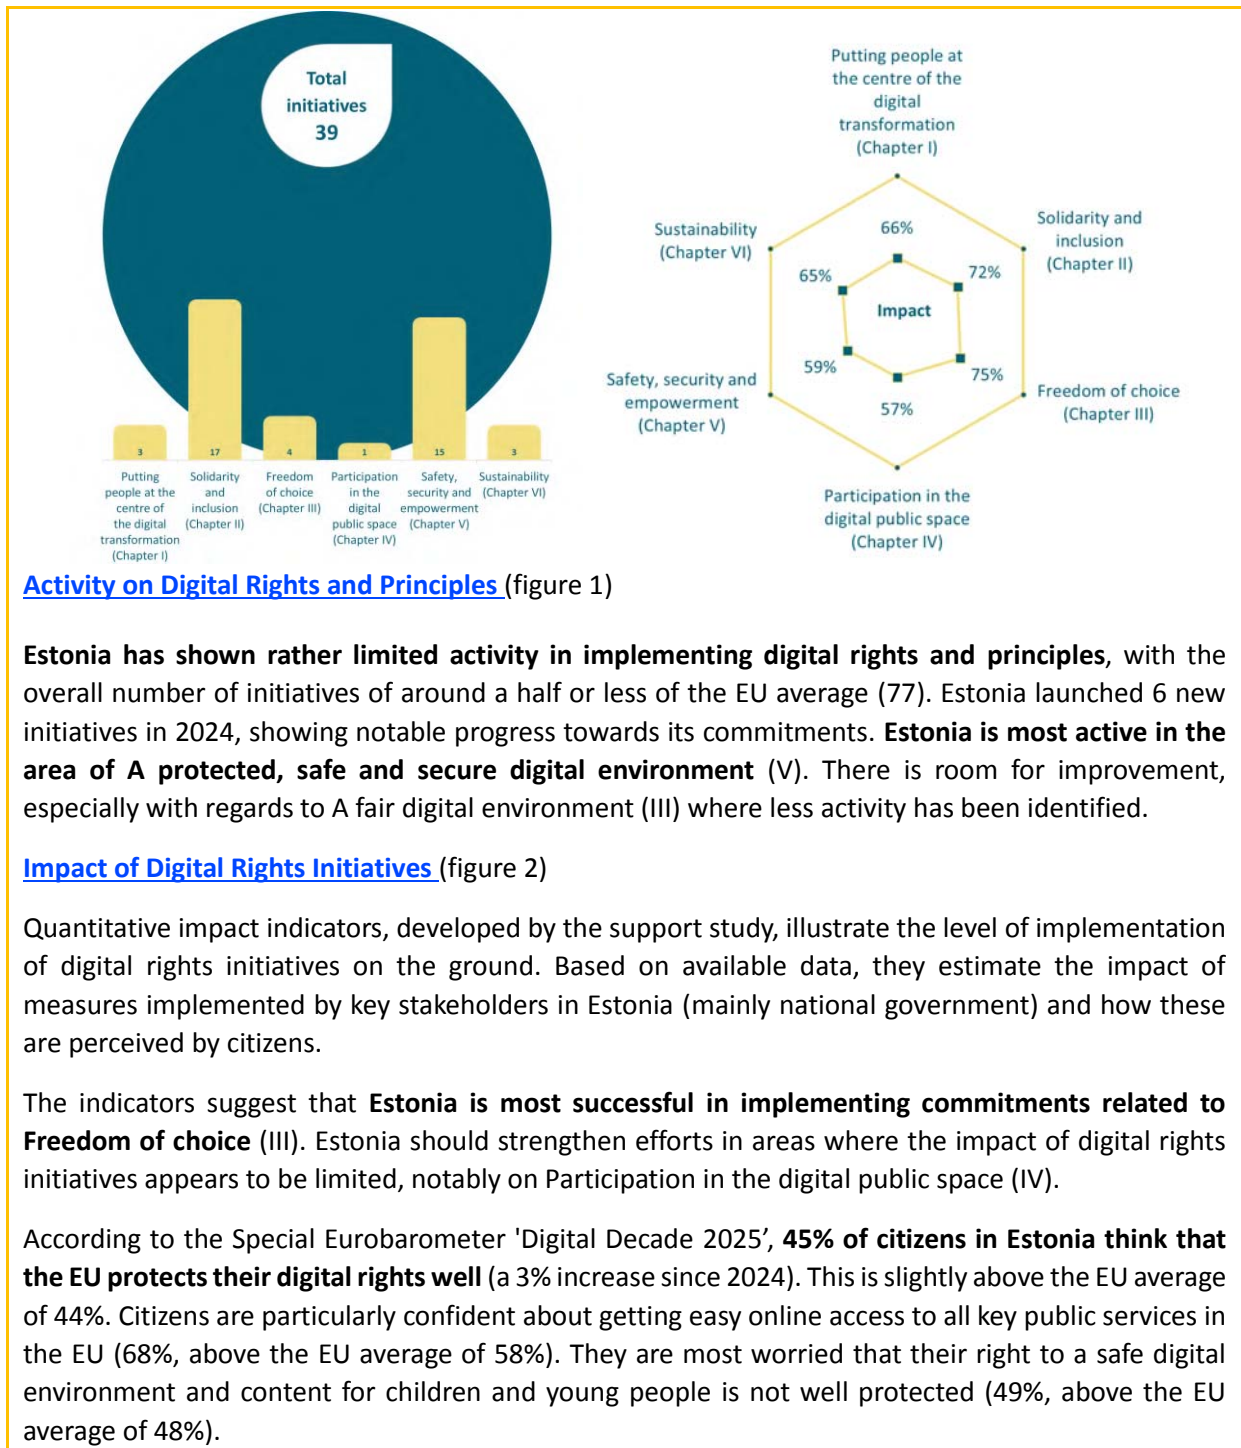 Total
initiatives
39
3
17
4
1
15
3
Putting
people at the
centre of
the digital
transformation
(Chapter I)
Solidarity
and
inclusion
(Chapter II)
Freedom
of choice
(Chapter III)
Participation
in the
digital
public space
(Chapter IV)
Safety,
security and
empowerment
(Chapter V)
Sustainability
(Chapter VI)
Putting people at
the centre of the
digital
transformation
(Chapter I)
Solidarity and
inclusion
(Chapter II)
Freedom of choice
(Chapter III)
Participation in the
digital public space
(Chapter IV)
Safety, security and
empowerment
(Chapter V)
Sustainability
(Chapter VI)
66%
72%
75%
57%
59%
65%
Impact
Activity on Digital Rights and Principles (figure 1)
Estonia has shown rather limited activity in implementing digital rights and principles, with the
overall number of initiatives of around a half or less of the EU average (77). Estonia launched 6 new
initiatives in 2024, showing notable progress towards its commitments. Estonia is most active in the
area of A protected, safe and secure digital environment (V). There is room for improvement,
especially with regards to A fair digital environment (III) where less activity has been identified.
Impact of Digital Rights Initiatives (figure 2)
Quantitative impact indicators, developed by the support study, illustrate the level of implementation
of digital rights initiatives on the ground. Based on available data, they estimate the impact of
measures implemented by key stakeholders in Estonia (mainly national government) and how these
are perceived by citizens.
The indicators suggest that Estonia is most successful in implementing commitments related to
Freedom of choice (III). Estonia should strengthen efforts in areas where the impact of digital rights
initiatives appears to be limited, notably on Participation in the digital public space (IV).
According to the Special Eurobarometer 'Digital Decade 2025’, 45% of citizens in Estonia think that
the EU protects their digital rights well (a 3% increase since 2024). This is slightly above the EU average
of 44%. Citizens are particularly confident about getting easy online access to all key public services in
the EU (68%, above the EU average of 58%). They are most worried that their right to a safe digital
environment and content for children and young people is not well protected (49%, above the EU
average of 48%).